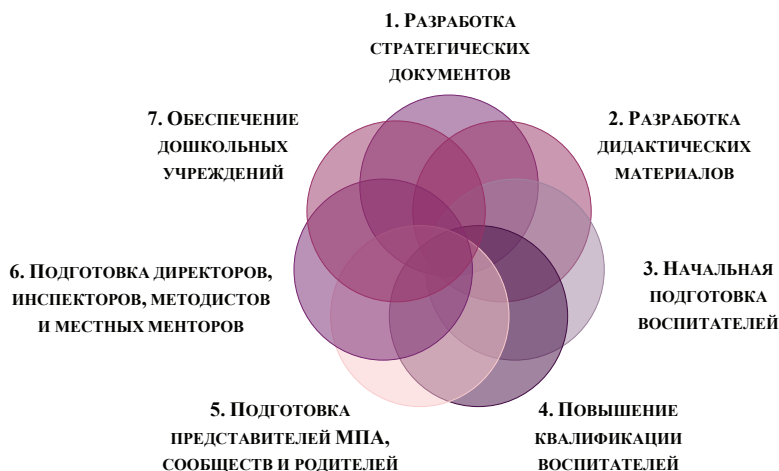 1. Разработка
стратегических
документов
2. Разработка
дидактических
материалов
3. Начальная
подготовка
воспитателей
4. Повышение
квалификации
воспитателей
5. Подготовка
представителей МПА,
сообществ и родителей
6. Подготовка директоров,
инспекторов, методистов
и местных менторов
7. Обеспечение
дошкольных
учреждений